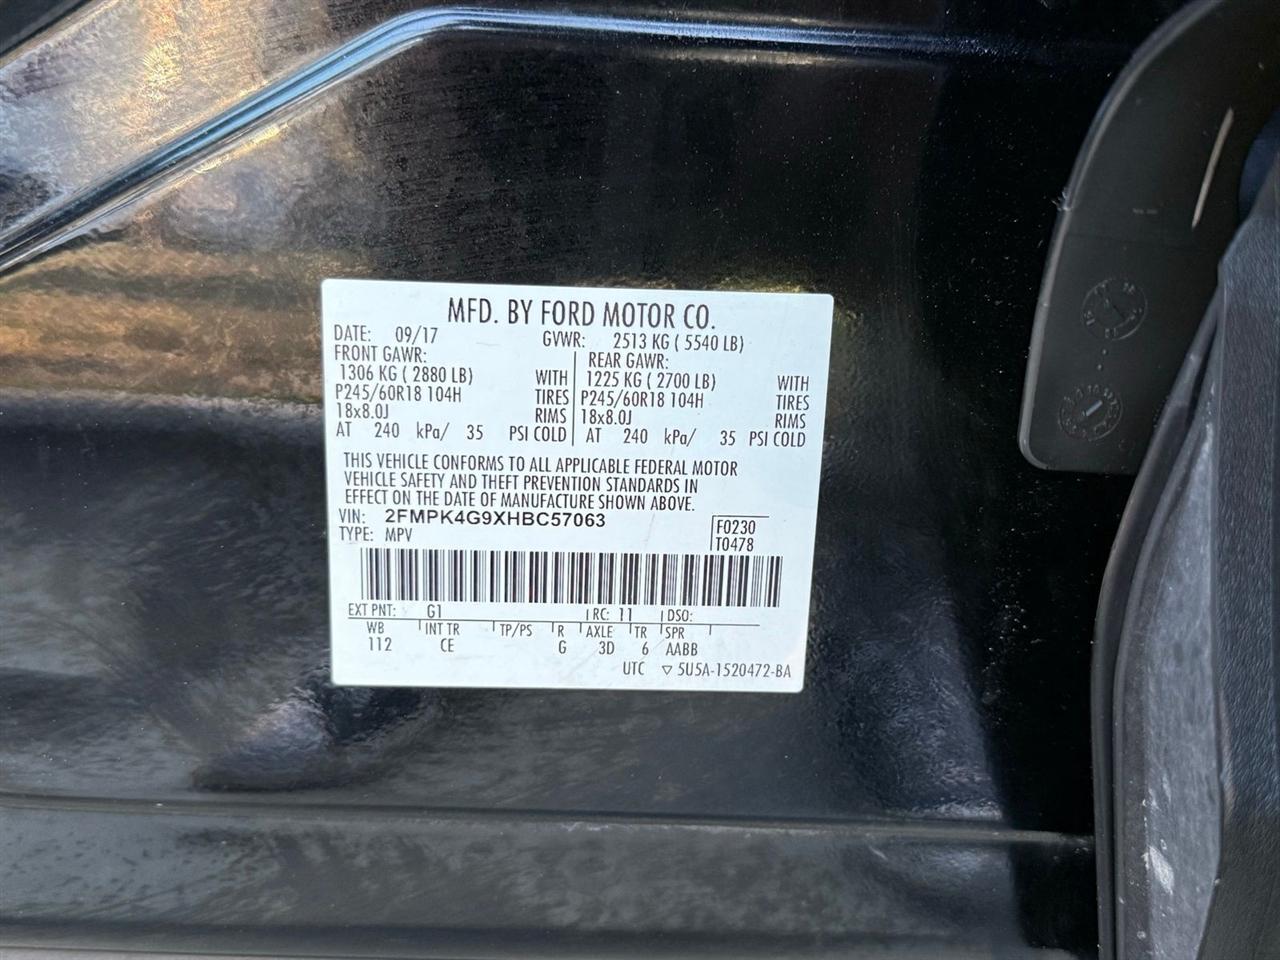 MFD. BY FORD MOTOR CO.
DATE: 09/17 GVWR: 2513 KG ( 5540 LB)
FRONT GAWR: REAR GAWR:
1306 KG ( 2880 LB) WITH 1225 KG ( 2700 LB) WITH
P245/60R18 104H TIRES P245/60R18 104H TIRES
18x8.0J RIMS 18x8.0J RIMS
AT 240 kPa/ 35 PSI COLD AT 240 kPa/ 35 PSI COLD
THIS VEHICLE CONFORMS TO ALL APPLICABLE FEDERAL MOTOR
VEHICLE SAFETY AND THEFT PREVENTION STANDARDS IN
EFFECT ON THE DATE OF MANUFACTURE SHOWN ABOVE.
VIN: 2FMPK4G9XHBC57063 F0230
TYPE: MPV T0478
EXT PNT: G1 RC: 11 DSO:
WB INT TR TP/PS R AXLE TR SPR
112 CE G 3D 6 AABB
UTC ▽ 5U5A-1520472-BA